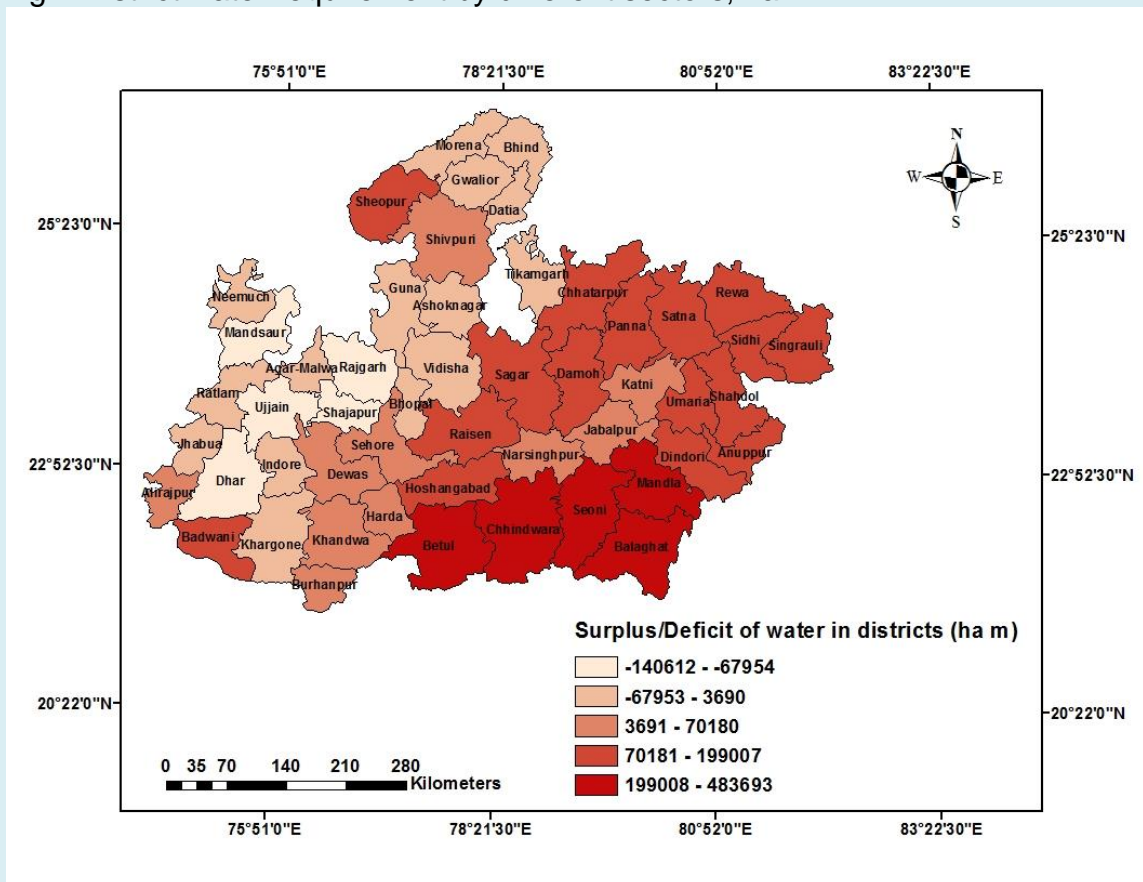 75°51'0"E 78°21'30"E 80°52'0"E 83°22'30"E
N
W E
S
25°23'0"N 25°23'0"N
22°52'30"N 22°52'30"N
20°22'0"N 20°22'0"N
Morena
Bhind
Gwalior
Sheopur
Datia
Shivpuri
Tikamgarh
Guna
Ashoknagar
Chhatarpur
Rewa
Neemuch
Satna
Panna
Mandsaur
Sidhi
Singrauli
Agar-Malwa
Rajgarh
Vidisha
Sagar
Damoh
Katni
Ratlam
Ujjain
Shajapur
Bhopal
Umaria
Shahdol
Raisen
Jabalpur
Jhabua
Sehore
Indore
Narsinghpur
Dindori
Anuppur
Dhar
Dewas
Hoshangabad
Mandla
Alirajpur
Harda
Seoni
Chhindwara
Badwani
Khargone
Khandwa
Betul
Balaghat
Burhanpur
Surplus/Deficit of water in districts (ha m)
-140612 - -67954
-67953 - 3690
3691 - 70180
70181 - 199007
199008 - 483693
0 35 70 140 210 280
Kilometers
75°51'0"E 78°21'30"E 80°52'0"E 83°22'30"E